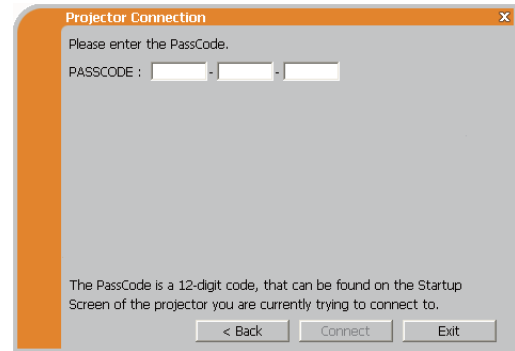 Projector Connection x
Please enter the PassCode.
PASSCODE : - -
The PassCode is a 12-digit code, that can be found on the Startup
Screen of the projector you are currently trying to connect to.
< Back Connect Exit